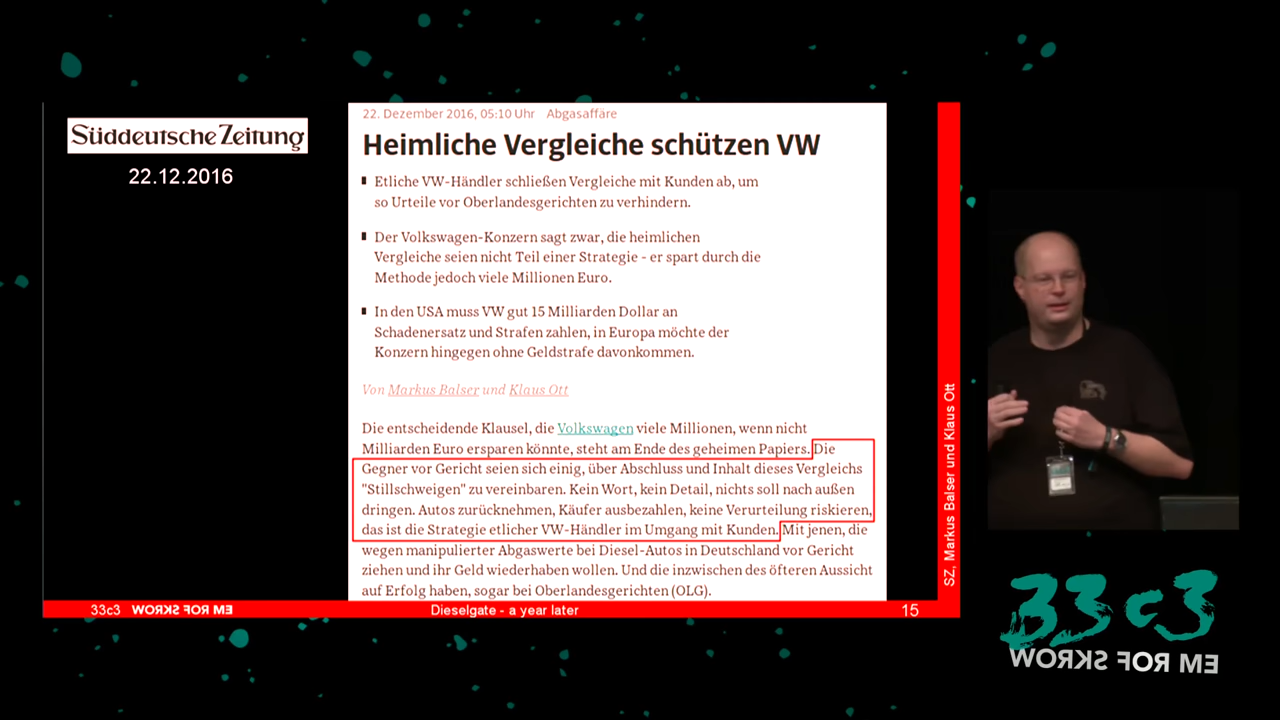 Süddeutsche Zeitung
22.12.2016
22. Dezember 2016, 05:10 Uhr Abgasaffäre
Heimliche Vergleiche schützen VW
Etliche VW-Händler schließen Vergleiche mit Kunden ab, um
so Urteile vor Oberlandesgerichten zu verhindern.
Der Volkswagen-Konzern sagt zwar, die heimlichen
Vergleiche seien nicht Teil einer Strategie - er spart durch die
Methode jedoch viele Millionen Euro.
In den USA muss VW gut 15 Milliarden Dollar an
Schadenersatz und Strafen zahlen, in Europa möchte der
Konzern hingegen ohne Geldstrafe davonkommen.
Von Markus Balser und Klaus Ott
Die entscheidende Klausel, die Volkswagen viele Millionen, wenn nicht
Milliarden Euro ersparen könnte, steht am Ende des geheimen Papiers. Die
Gegner vor Gericht seien sich einig, über Abschluss und Inhalt dieses Vergleichs
"Stillschweigen" zu vereinbaren. Kein Wort, kein Detail, nichts soll nach außen
dringen. Autos zurücknehmen, Käufer ausbezahlen, keine Verurteilung riskieren,
das ist die Strategie etlicher VW-Händler im Umgang mit Kunden. Mit jenen, die
wegen manipulierter Abgaswerte bei Diesel-Autos in Deutschland vor Gericht
ziehen und ihr Geld wiederhaben wollen. Und die inzwischen des öfteren Aussicht
auf Erfolg haben, sogar bei Oberlandesgerichten (OLG).
SZ, Markus Balser und Klaus Ott
33c3 WORKS FOR ME
Dieselgate - a year later
15
33c3
WORKS FOR ME